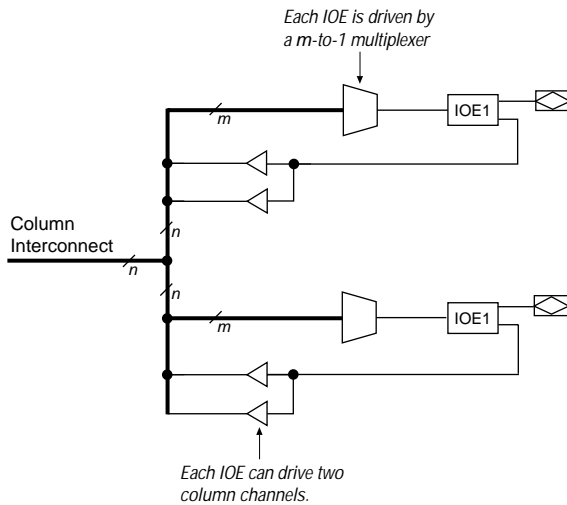 Each IOE is driven by
a m-to-1 multiplexer
m
IOE1
n
Column
Interconnect
n
n
m
IOE1
Each IOE can drive two
column channels.